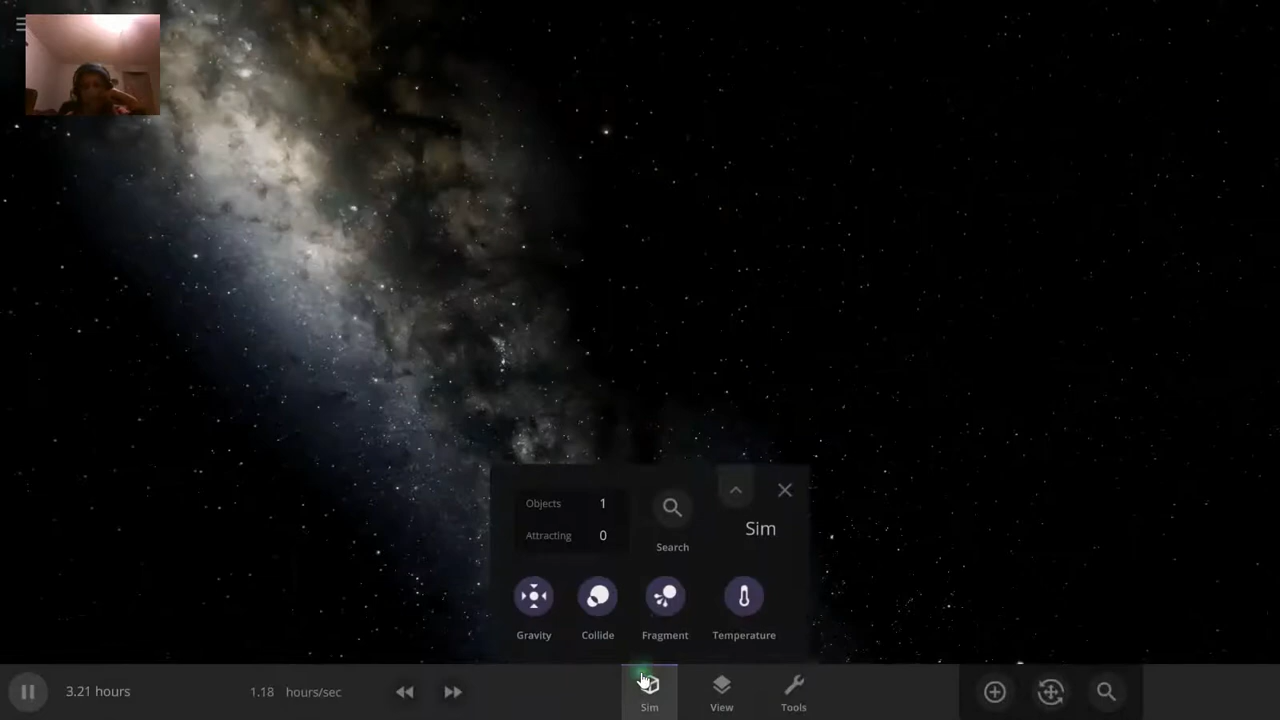 Objects 1
Attracting 0
Search
Sim
Gravity Collide Fragment Temperature
3.21 hours 1.18 hours/sec
Sim View Tools